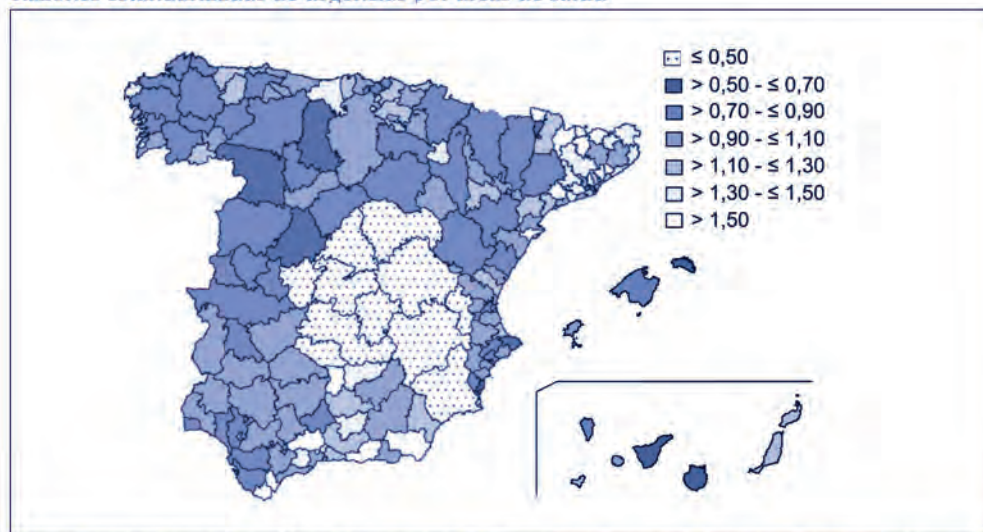 ≤ 0,50
> 0,50 - ≤ 0,70
> 0,70 - ≤ 0,90
> 0,90 - ≤ 1,10
> 1,10 - ≤ 1,30
> 1,30 - ≤ 1,50
> 1,50